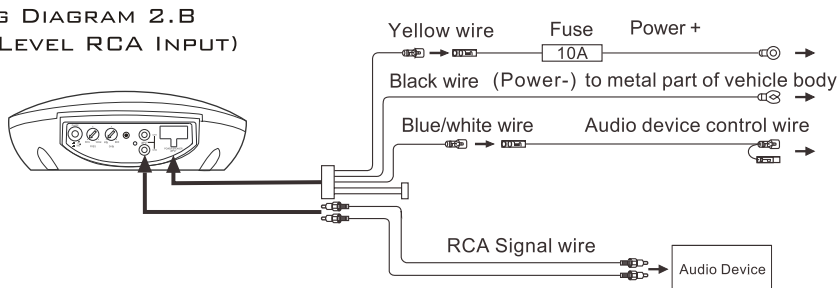 G DIAGRAM 2.B
LEVEL RCA INPUT)
Yellow wire Fuse Power +
10A
Black wire (Power-) to metal part of vehicle body
Blue/white wire Audio device control wire
RCA Signal wire
Audio Device